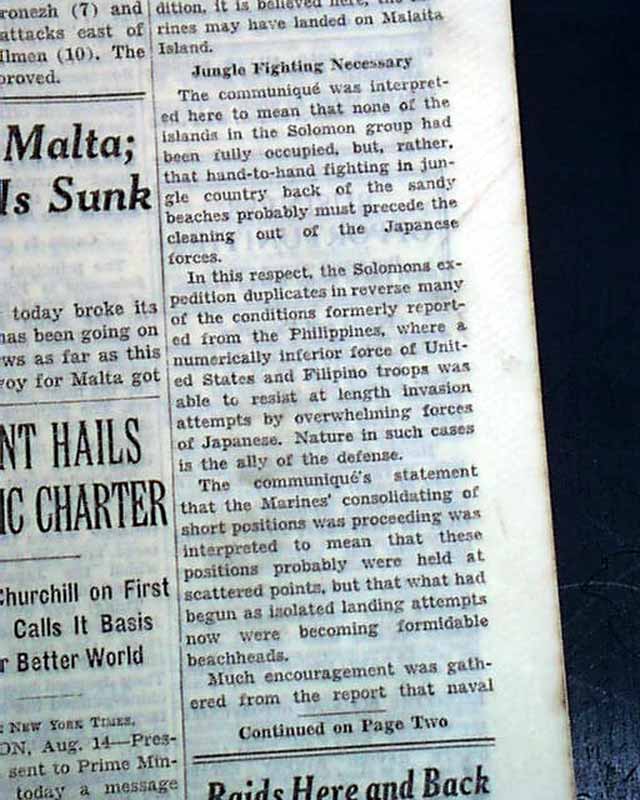 ronezh (7) and
attacks east of
Ilmen (10). The
proved.
Malta;
Is Sunk
today broke its
has been going on
ws as far as this
voy for Malta got
NT HAILS
IC CHARTER
Churchill on First
Calls It Basis
r Better World
NEW YORK TIMES.
ON, Aug. 14—Pres-
sent to Prime Min-
today a message
dition, it is believed here, the
rines may have landed on Malaita
Island.
Jungle Fighting Necessary
The communiqué was interpret-
ed here to mean that none of the
islands in the Solomon group had
been fully occupied, but, rather,
that hand-to-hand fighting in jun-
gle country back of the sandy
beaches probably must precede the
cleaning out of the Japanese
forces.
In this respect, the Solomons ex-
pedition duplicates in reverse many
of the conditions formerly report-
ed from the Philippines, where a
numerically inferior force of Unit-
ed States and Filipino troops was
able to resist at length invasion
attempts by overwhelming forces
of Japanese. Nature in such cases
is the ally of the defense.
The communiqué's statement
that the Marines' consolidating of
short positions was proceeding was
interpreted to mean that these
positions probably were held at
scattered points, but that what had
begun as isolated landing attempts
now were becoming formidable
beachheads.
Much encouragement was gath-
ered from the report that naval
Continued on Page Two
Raids Here and Back